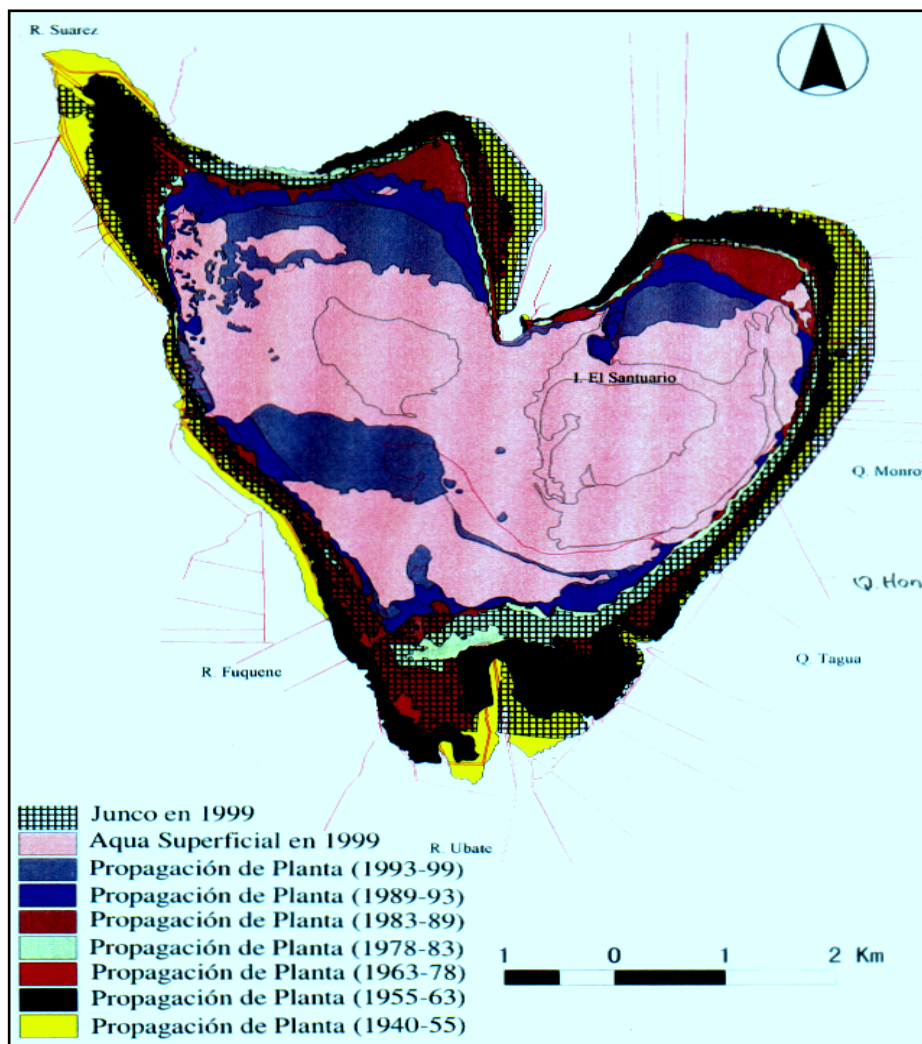 R. Suarez
I. El Santuario
Q. Monro
Q. Hon
Q. Tagua
R. Fuquene
R. Ubate
Junco en 1999
Aqua Superficial en 1999
Propagación de Planta (1993-99)
Propagación de Planta (1989-93)
Propagación de Planta (1983-89)
Propagación de Planta (1978-83)
Propagación de Planta (1963-78)
Propagación de Planta (1955-63)
Propagación de Planta (1940-55)
1 0 1 2 Km